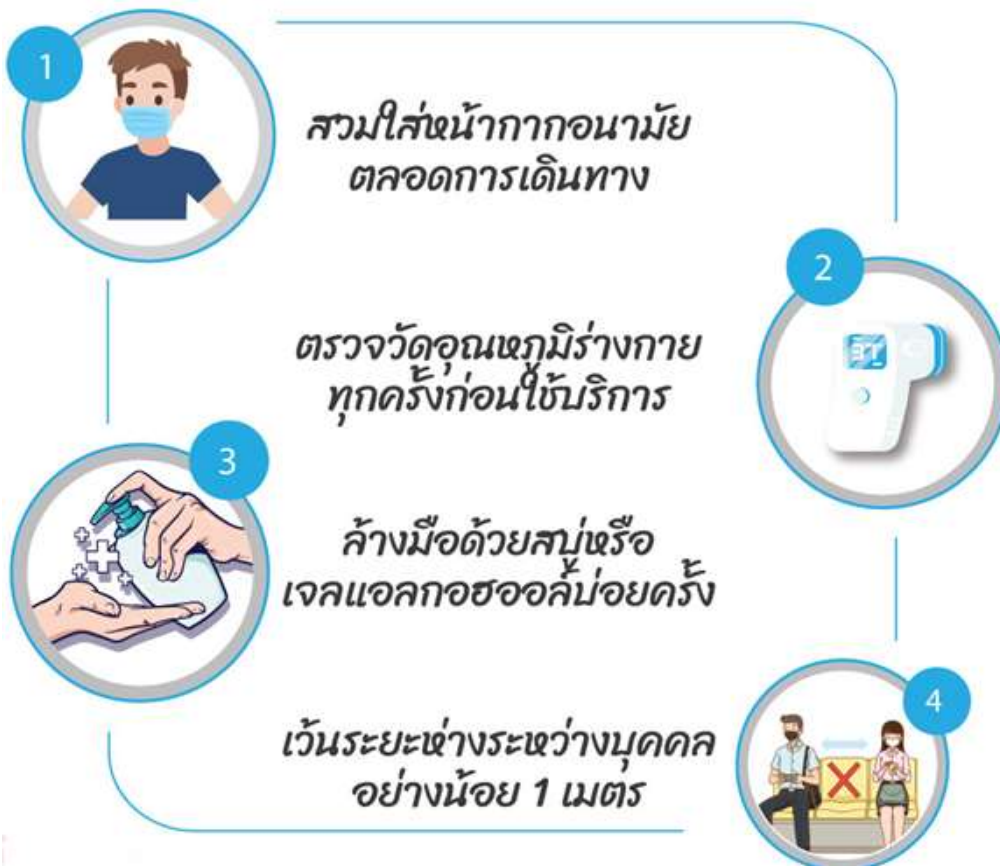 1
สวมใส่หน้ากากอนามัย
ตลอดการเดินทาง
2
ตรวจวัดอุณหภูมิร่างกาย
ทุกครั้งก่อนใช้บริการ
3
ล้างมือด้วยสบู่หรือ
เจลแอลกอฮออล์บ่อยครั้ง
4
เว้นระยะห่างระหว่างบุคคล
อย่างน้อย 1 เมตร